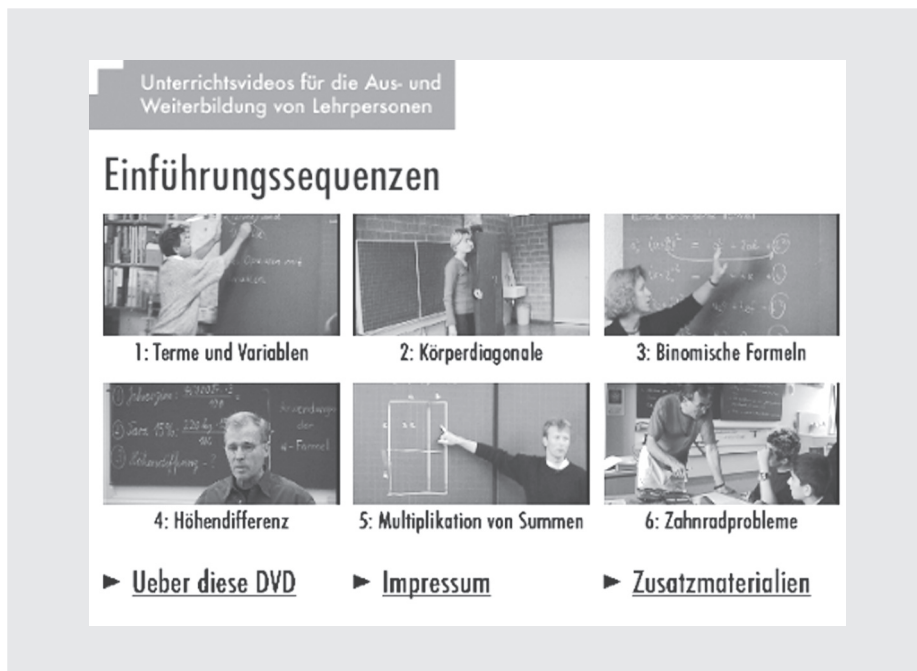 Unterrichtsvideos für die Aus- und
Weiterbildung von Lehrpersonen
Einführungssequenzen
1: Terme und Variablen
2: Körperdiagonale
3: Binomische Formeln
4: Höhendifferenz
5: Multiplikation von Summen
6: Zahnradprobleme
► Ueber diese DVD
► Impressum
► Zusatzmaterialien